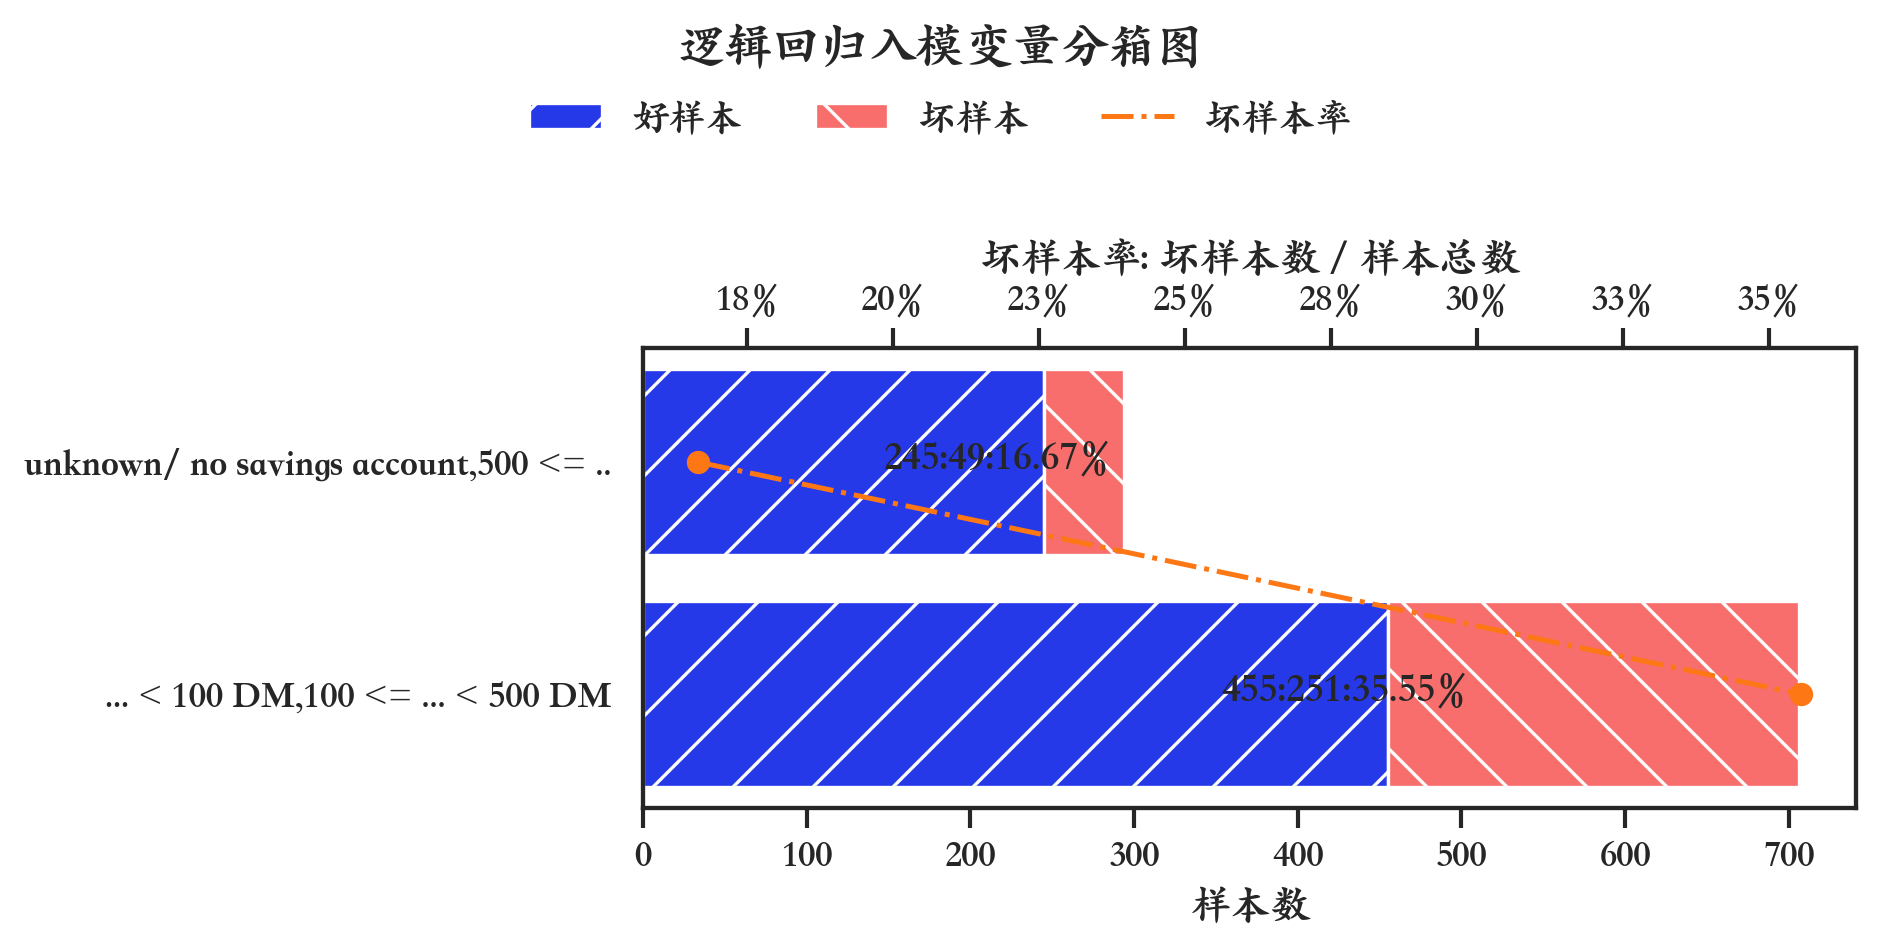 逻辑回归入模变量分箱图
好样本 坏样本 坏样本率
坏样本率: 坏样本数 / 样本总数
18% 20% 23% 25% 28% 30% 33% 35%
unknown/ no savings account,500 <= ..
245:49:16.67%
... < 100 DM,100 <= ... < 500 DM
455:251:35.55%
0 100 200 300 400 500 600 700
样本数